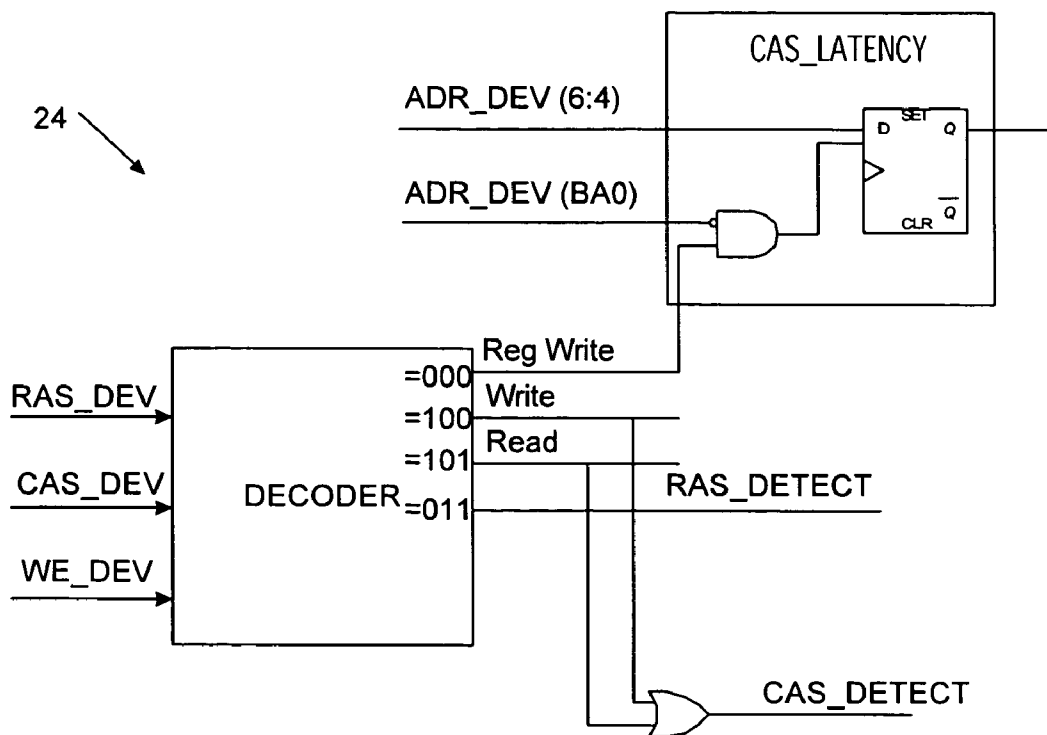 CAS_LATENCY
ADR_DEV (6:4)
24
D SET Q
ADR_DEV (BA0)
CLR Q
Reg Write
=000
RAS_DEV
Write
=100
Read
=101
CAS_DEV
RAS_DETECT
DECODER =011
WE_DEV
CAS_DETECT